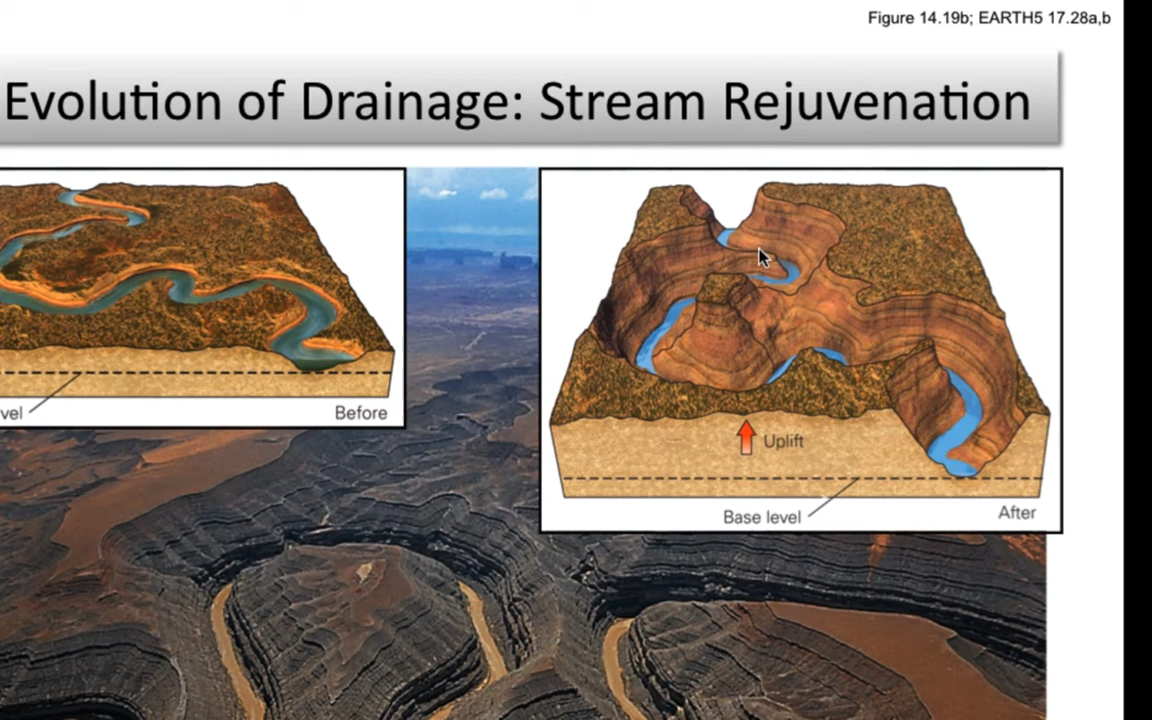 Figure 14.19b; EARTH5 17.28a,b
Evolution of Drainage: Stream Rejuvenation
vel
Before
Uplift
Base level
After